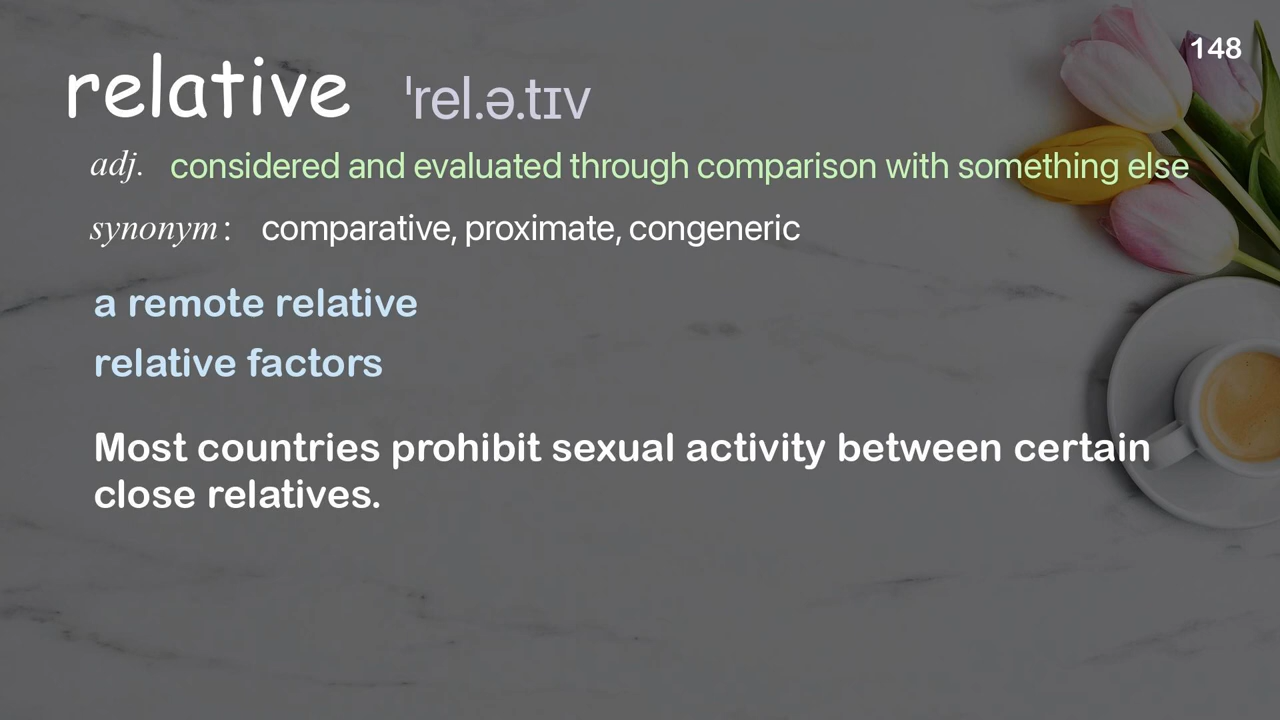 148
relative ˈrel.ə.tɪv
adj. considered and evaluated through comparison with something else
synonym: comparative, proximate, congeneric
a remote relative
relative factors
Most countries prohibit sexual activity between certain
close relatives.